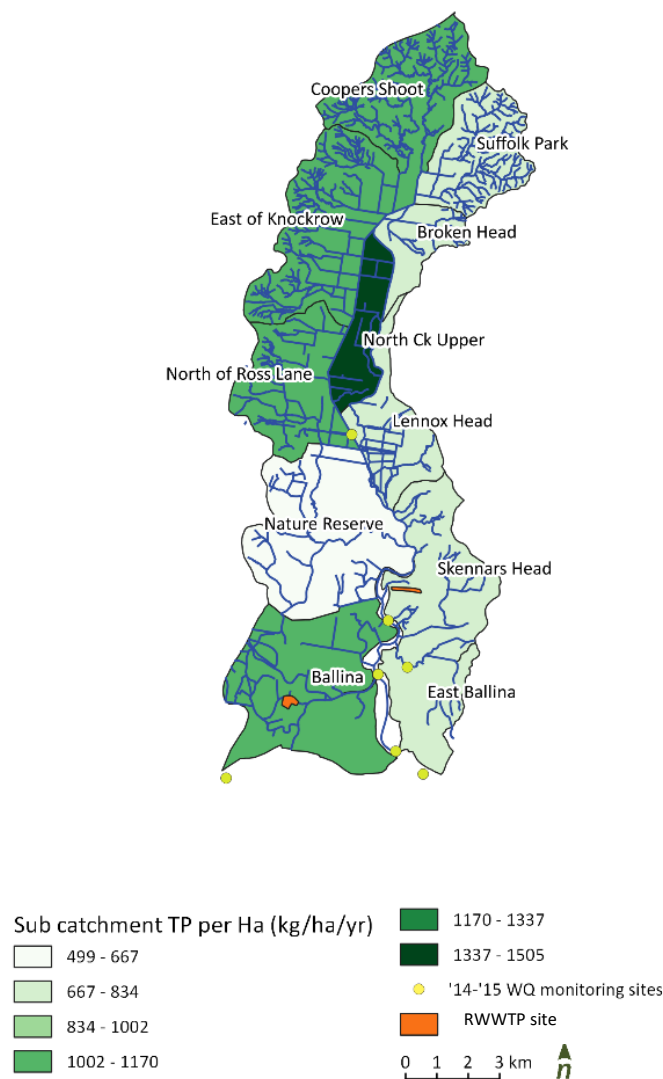 Coopers Shoot
Suffolk Park
East of Knockrow
Broken Head
North Ck Upper
North of Ross Lane
Lennox Head
Nature Reserve
Skennars Head
Ballina
East Ballina
Sub catchment TP per Ha (kg/ha/yr)
499 - 667
667 - 834
834 - 1002
1002 - 1170
1170 - 1337
1337 - 1505
'14-'15 WQ monitoring sites
RWWTP site
0 1 2 3 km
n